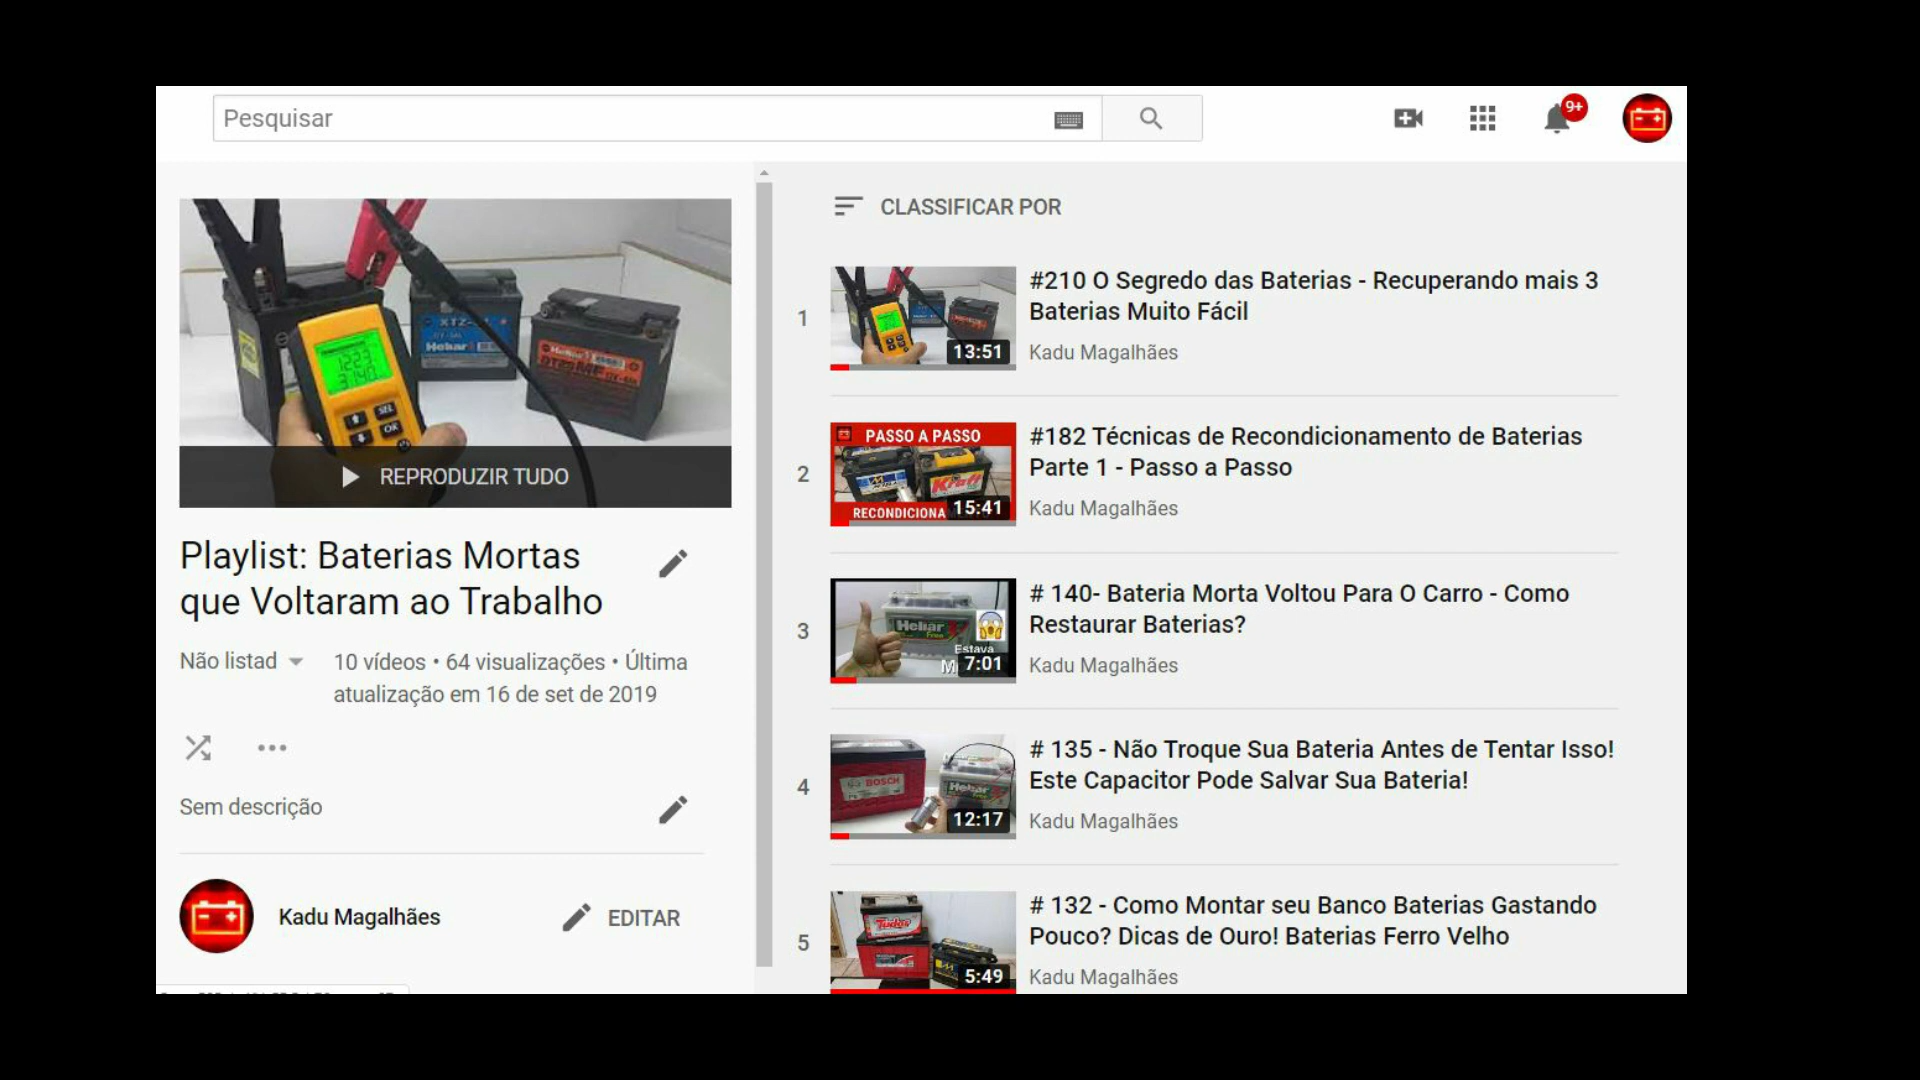 Pesquisar
9+
REPRODUZIR TUDO
Playlist: Baterias Mortas
que Voltaram ao Trabalho
Não listad
10 vídeos • 64 visualizações • Última
atualização em 16 de set de 2019
Sem descrição
Kadu Magalhães
EDITAR
CLASSIFICAR POR
1
13:51
#210 O Segredo das Baterias - Recuperando mais 3
Baterias Muito Fácil
Kadu Magalhães
2
PASSO A PASSO
RECONDICIONA
15:41
#182 Técnicas de Recondicionamento de Baterias
Parte 1 - Passo a Passo
Kadu Magalhães
3
Heliar
Free
Estava
M
7:01
# 140- Bateria Morta Voltou Para O Carro - Como
Restaurar Baterias?
Kadu Magalhães
4
BOSCH
Heliar
12:17
# 135 - Não Troque Sua Bateria Antes de Tentar Isso!
Este Capacitor Pode Salvar Sua Bateria!
Kadu Magalhães
5
Tudor
5:49
# 132 - Como Montar seu Banco Baterias Gastando
Pouco? Dicas de Ouro! Baterias Ferro Velho
Kadu Magalhães